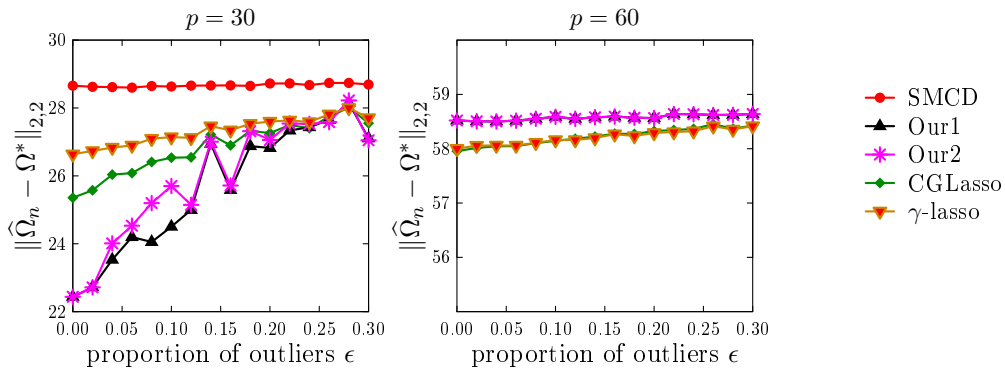 p = 30
‖Ω̂ₙ − Ω*‖₂,₂
30
28
26
24
22
0.00 0.05 0.10 0.15 0.20 0.25 0.30
proportion of outliers ϵ
p = 60
‖Ω̂ₙ − Ω*‖₂,₂
59
58
57
56
0.00 0.05 0.10 0.15 0.20 0.25 0.30
proportion of outliers ϵ
SMCD
Our1
Our2
CGLasso
γ-lasso